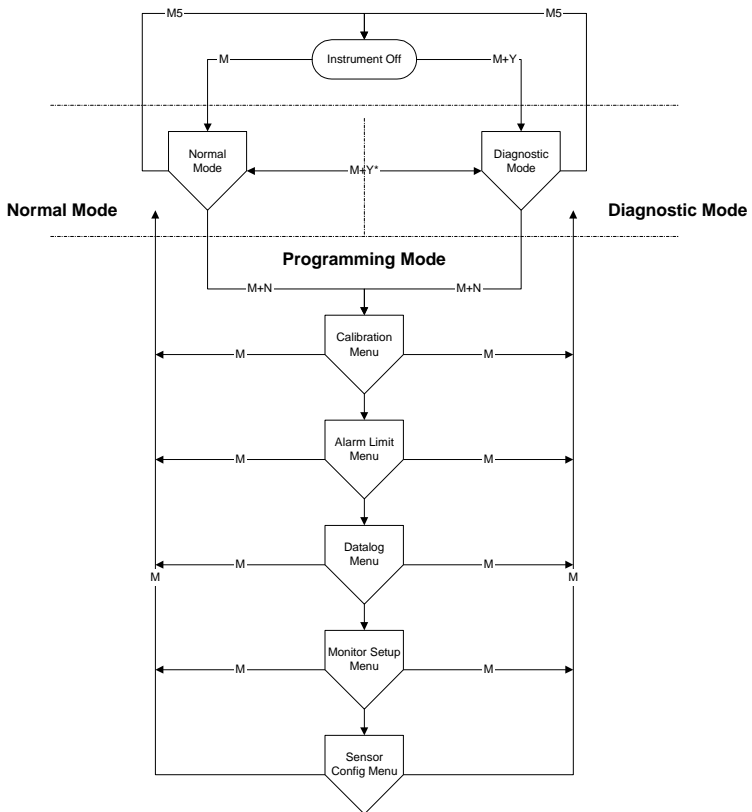 M5
M5
Instrument Off
M
M+Y
Normal
Mode
Diagnostic
Mode
M+Y*
Normal Mode
Diagnostic Mode
Programming Mode
M+N
M+N
Calibration
Menu
M
M
Alarm Limit
Menu
M
M
Datalog
Menu
M
M
M
M
Monitor Setup
Menu
M
M
Sensor
Config Menu